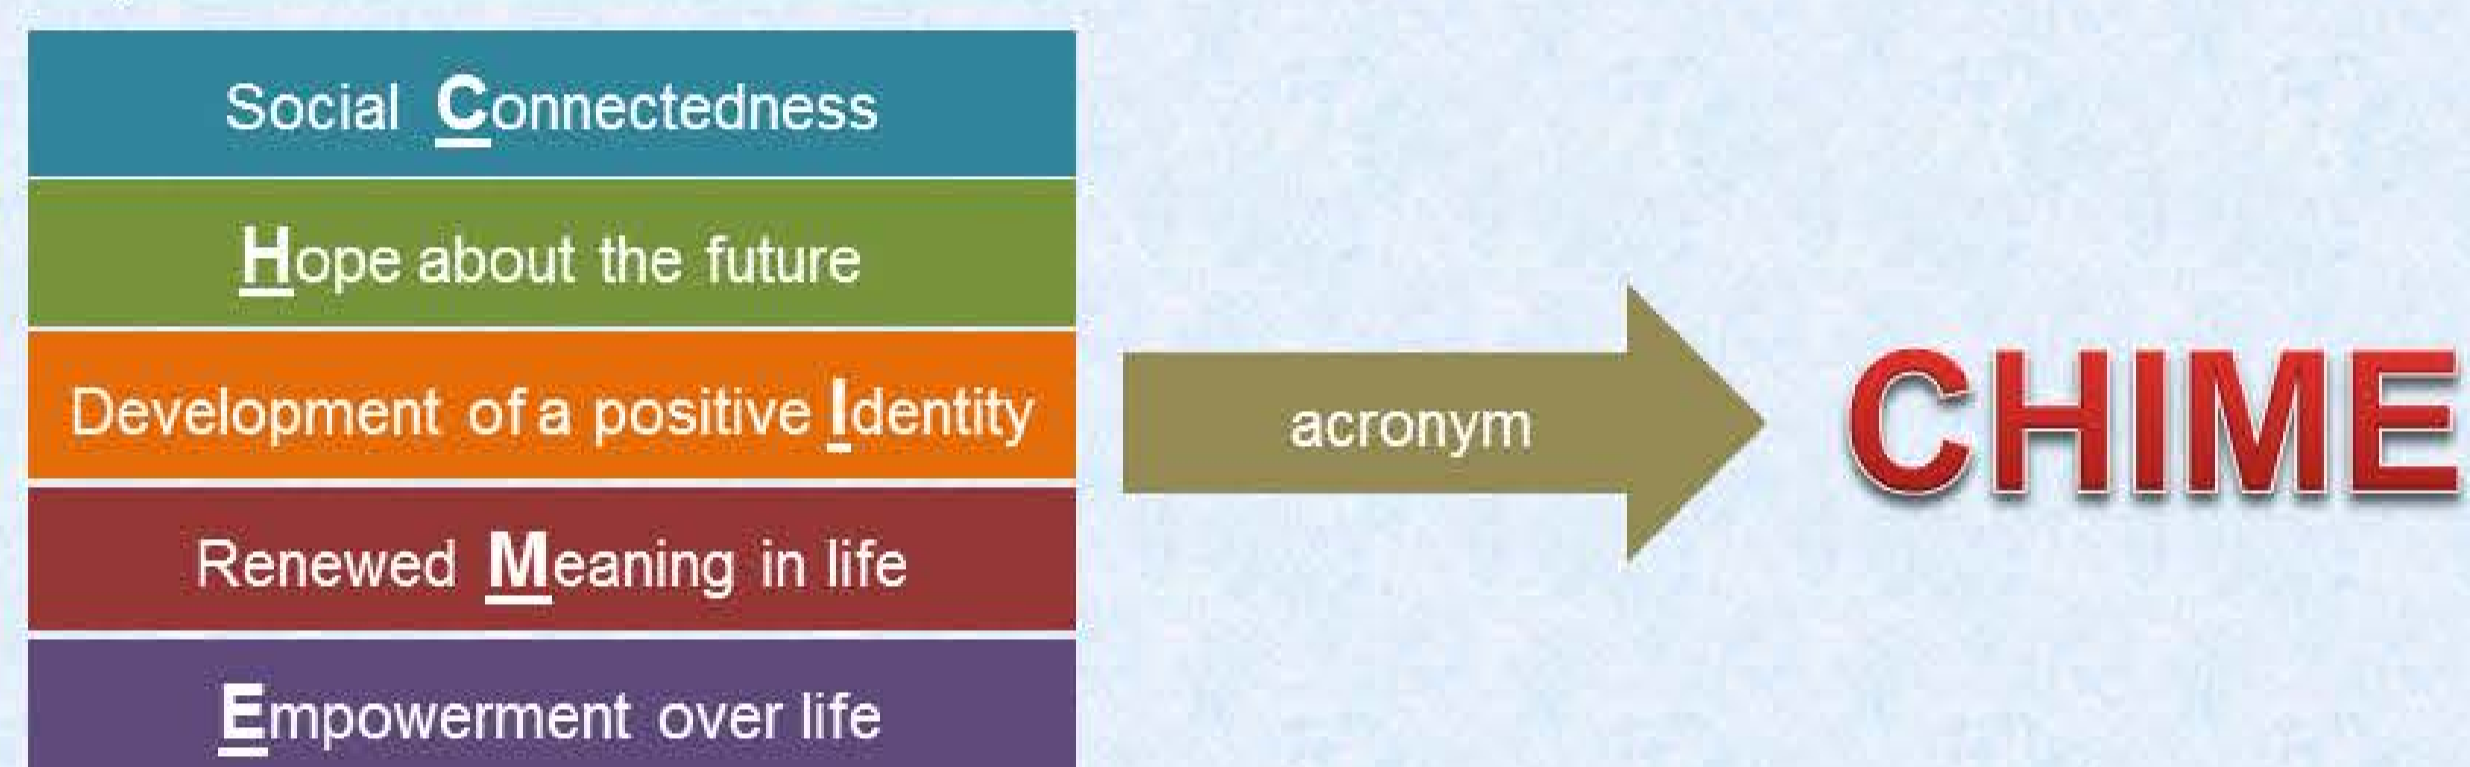 Social Connectedness
Hope about the future
Development of a positive Identity
Renewed Meaning in life
Empowerment over life
acronym
CHIME